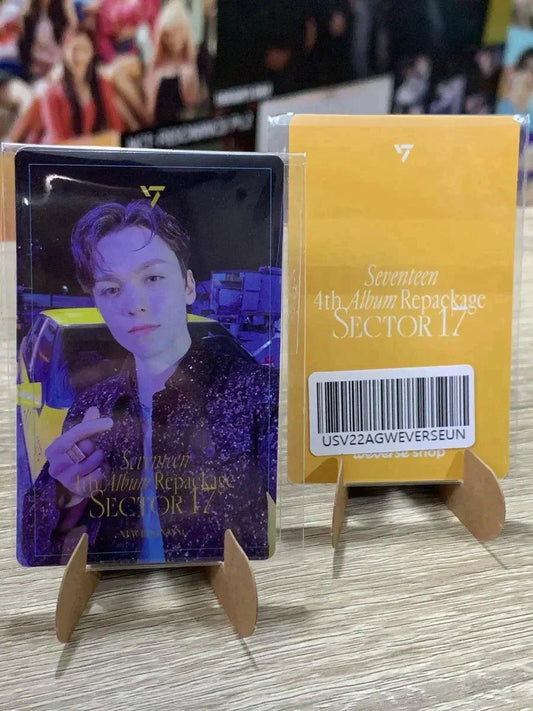 Seventeen
4th Album Repackage
SECTOR 17
Seventeen
4th Album Repackage
SECTOR 17
USV22AGWEVERSEUN
weverse shop